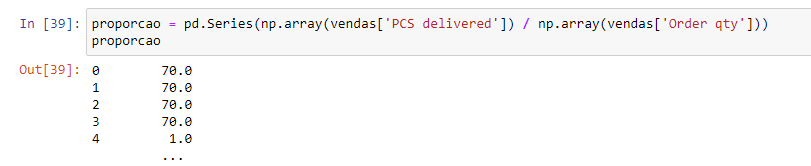 In [39]: proporcao = pd.Series(np.array(vendas['PCS delivered']) / np.array(vendas['Order qty']))
proporcao
Out[39]: 0 70.0
1 70.0
2 70.0
3 70.0
4 1.0
...